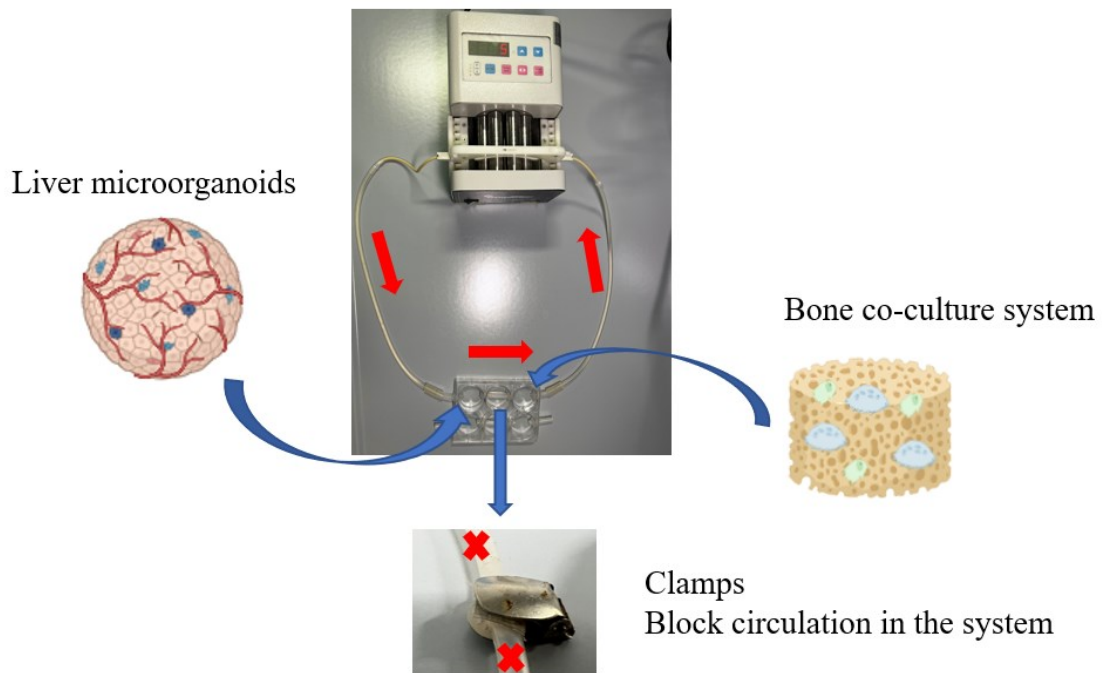 Liver microorganoids
Bone co-culture system
Clamps
Block circulation in the system